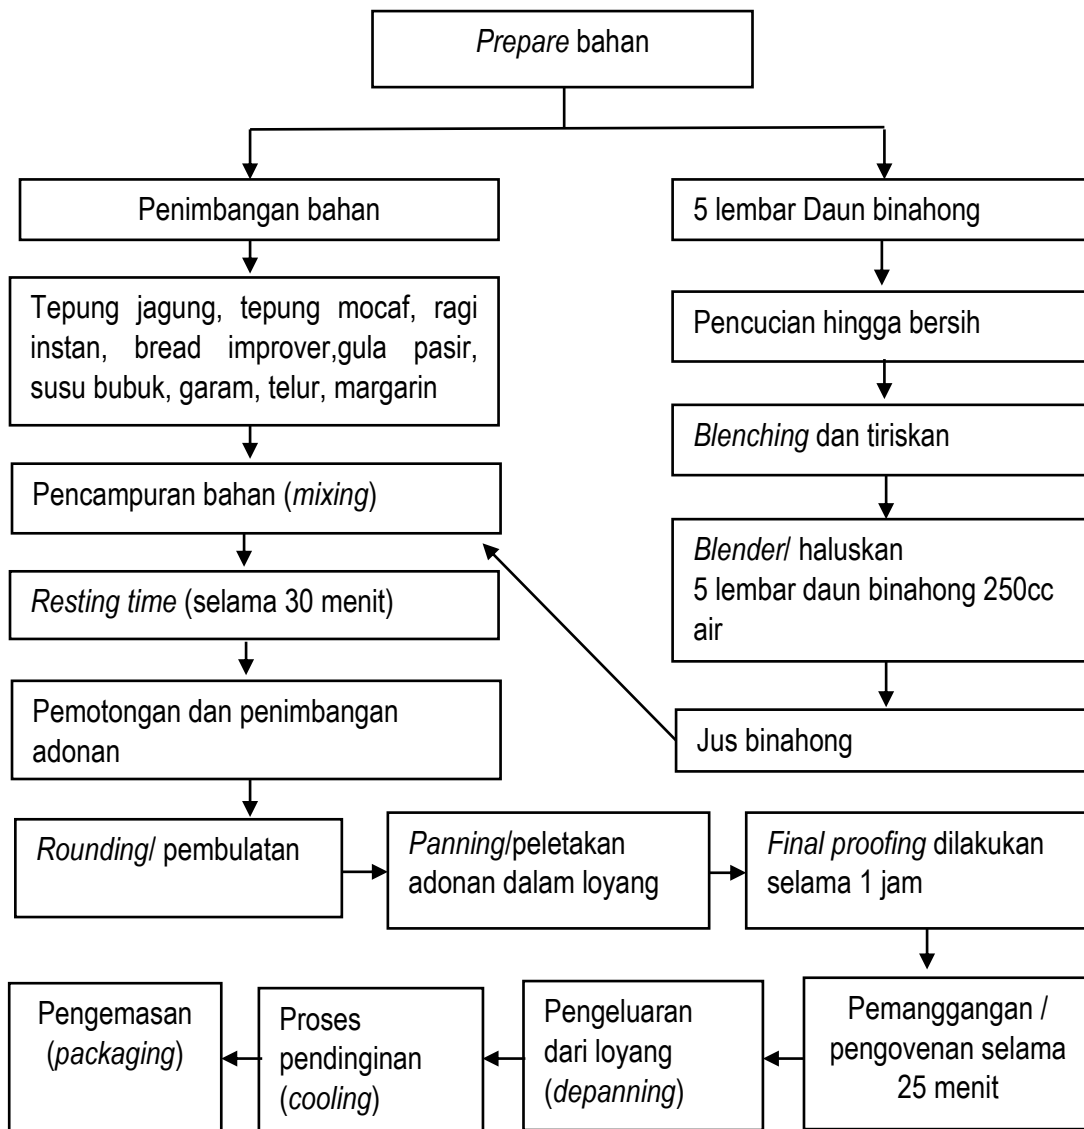 Prepare bahan
Penimbangan bahan
Tepung jagung, tepung mocaf, ragi
instan, bread improver,gula pasir,
susu bubuk, garam, telur, margarin
Pencampuran bahan (mixing)
Resting time (selama 30 menit)
Pemotongan dan penimbangan
adonan
5 lembar Daun binahong
Pencucian hingga bersih
Blenching dan tiriskan
Blender/ haluskan
5 lembar daun binahong 250cc
air
Jus binahong
Rounding/ pembulatan
Panning/peletakan
adonan dalam loyang
Final proofing dilakukan
selama 1 jam
Pemanggangan /
pengovenan selama
25 menit
Pengeluaran
dari loyang
(depanning)
Proses
pendinginan
(cooling)
Pengemasan
(packaging)